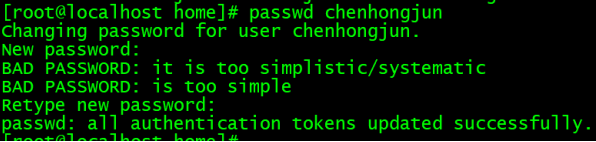 [root@localhost home]# passwd chenhongjun
Changing password for user chenhongjun.
New password:
BAD PASSWORD: it is too simplistic/systematic
BAD PASSWORD: is too simple
Retype new password:
passwd: all authentication tokens updated successfully.
[root@localhost home]#